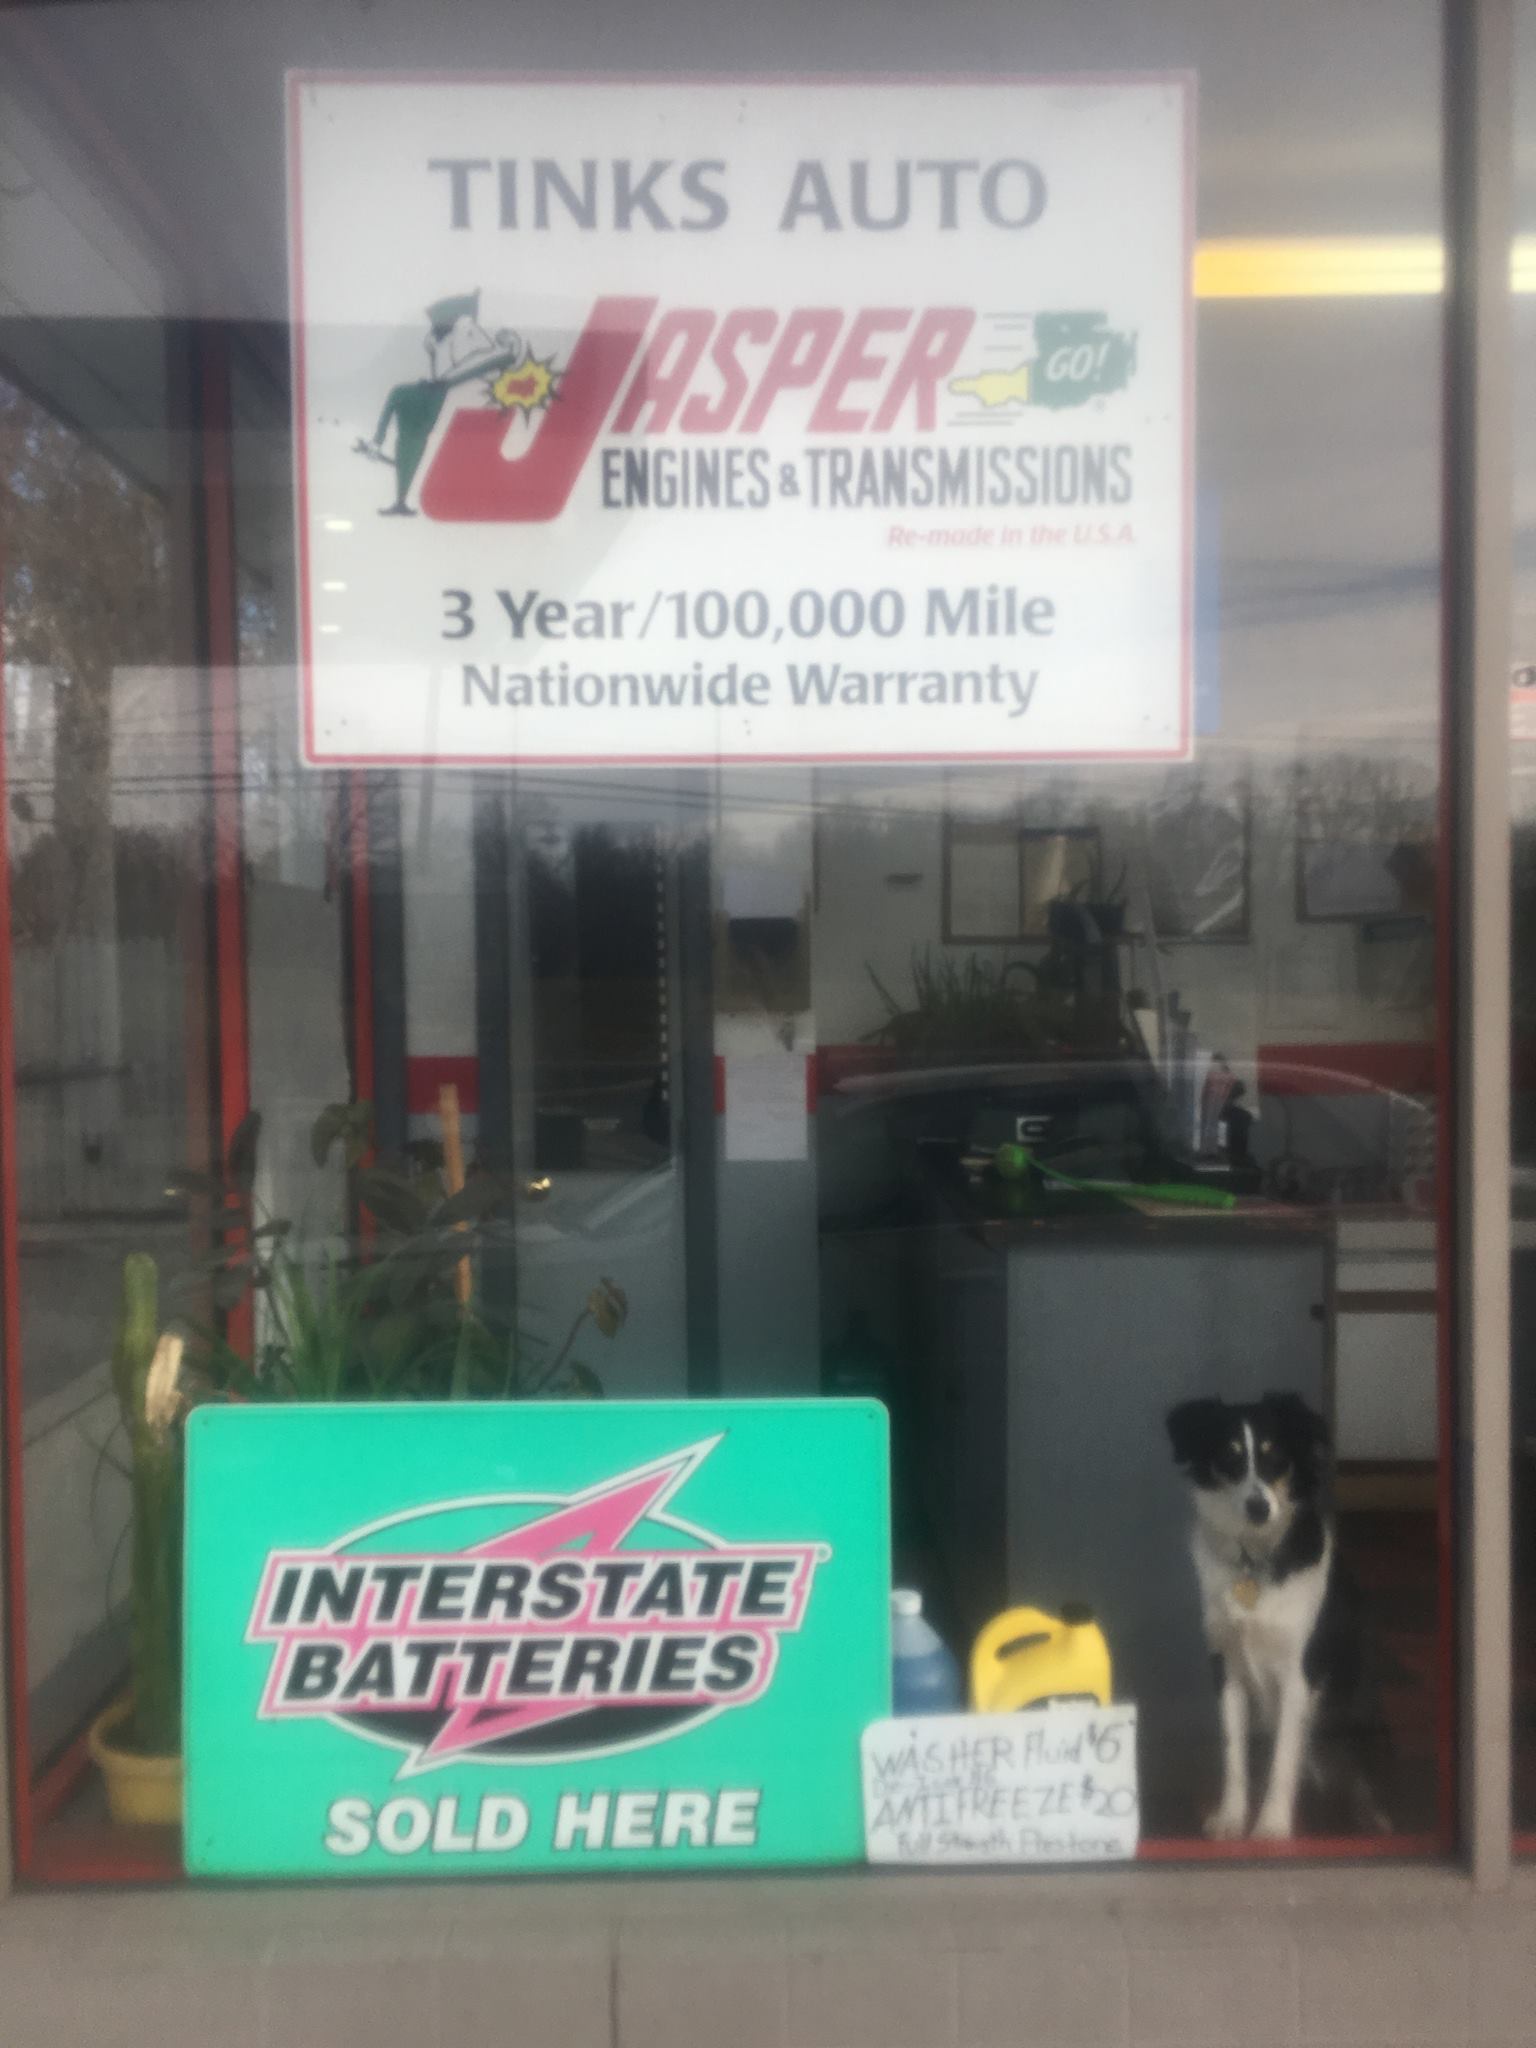 TINKS AUTO
JASPER
GO!
ENGINES & TRANSMISSIONS
Re-made in the U.S.A.
3 Year/100,000 Mile
Nationwide Warranty
INTERSTATE
BATTERIES
SOLD HERE
WASHER Fluid $6
ANTIFREEZE $20
Full Strength Prestone